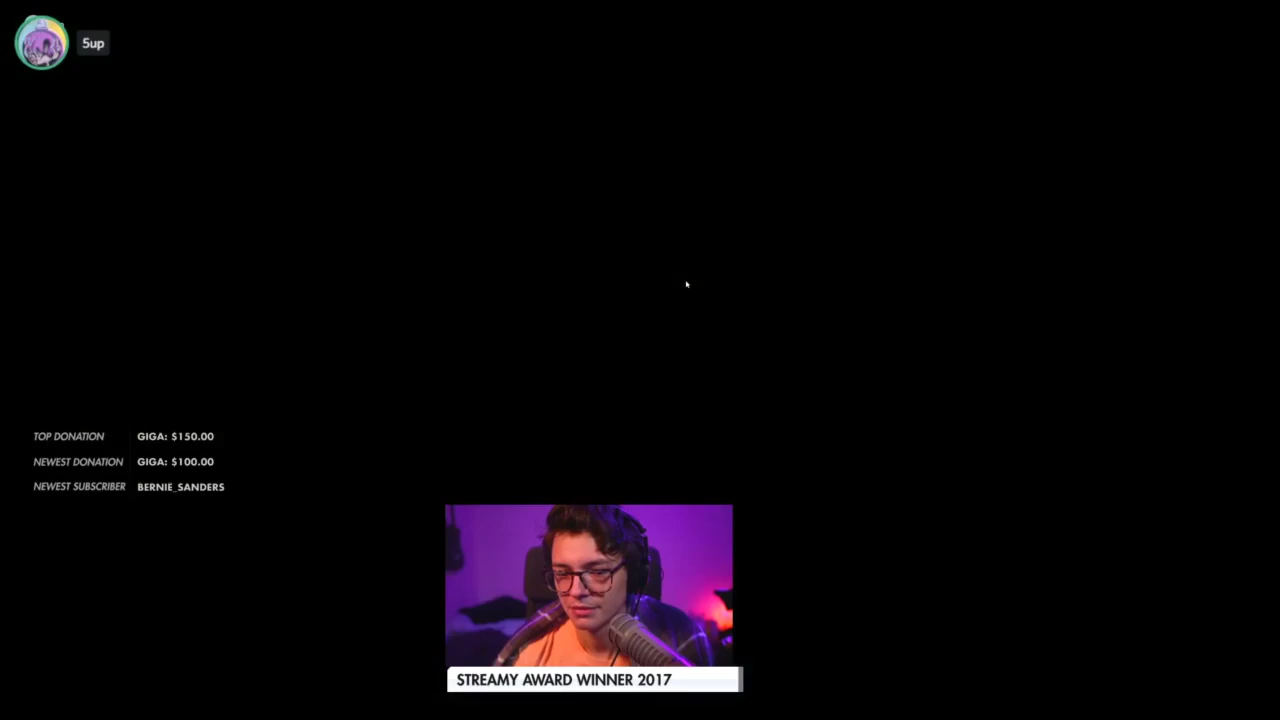 5up
TOP DONATION GIGA: $150.00
NEWEST DONATION GIGA: $100.00
NEWEST SUBSCRIBER BERNIE_SANDERS
STREAMY AWARD WINNER 2017